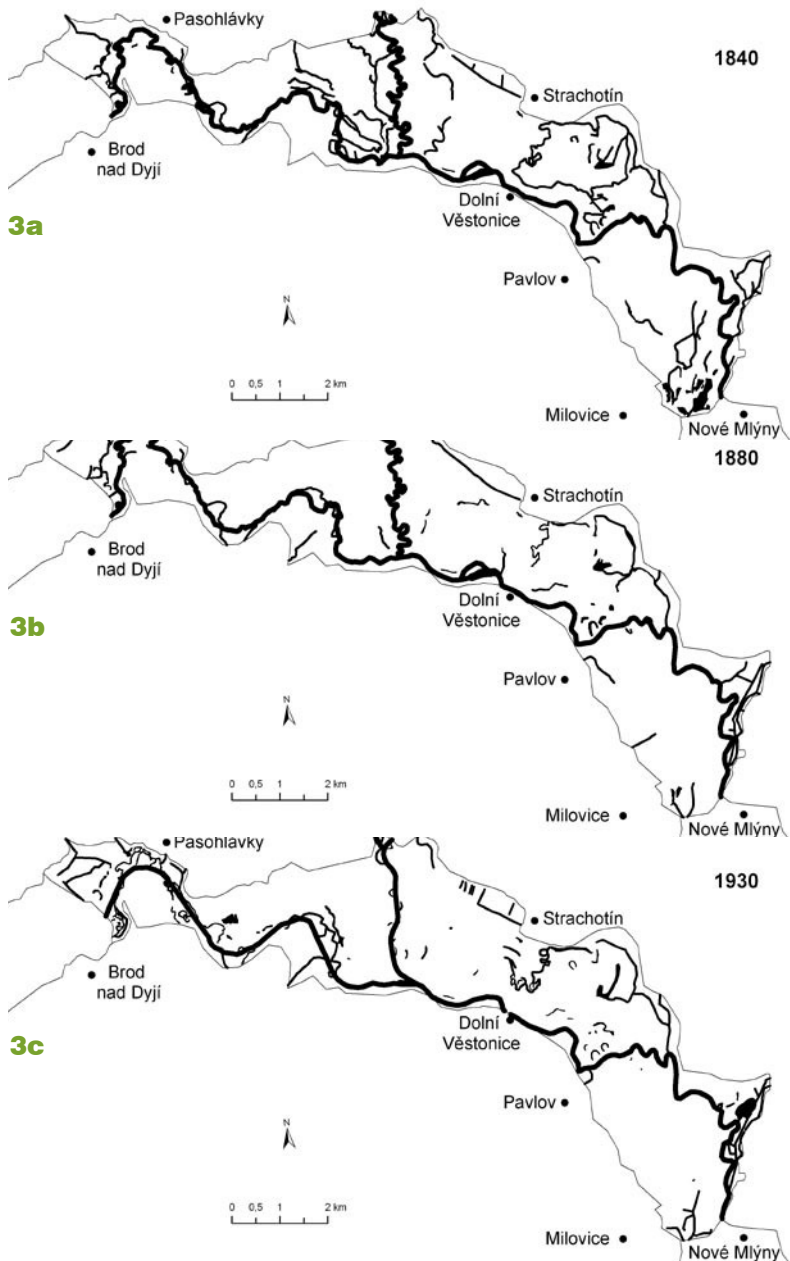 Pasohlávky
1840
Strachotín
Brod
nad Dyjí
Dolní
Věstonice
3a
Pavlov
N
0 0,5 1 2 km
Milovice
Nové Mlýny
1880
Strachotín
Brod
nad Dyjí
Dolní
Věstonice
3b
Pavlov
N
0 0,5 1 2 km
Milovice
Nové Mlýny
Pasohlávky
1930
Strachotín
Brod
nad Dyjí
Dolní
Věstonice
3c
Pavlov
N
0 0,5 1 2 km
Milovice
Nové Mlýny